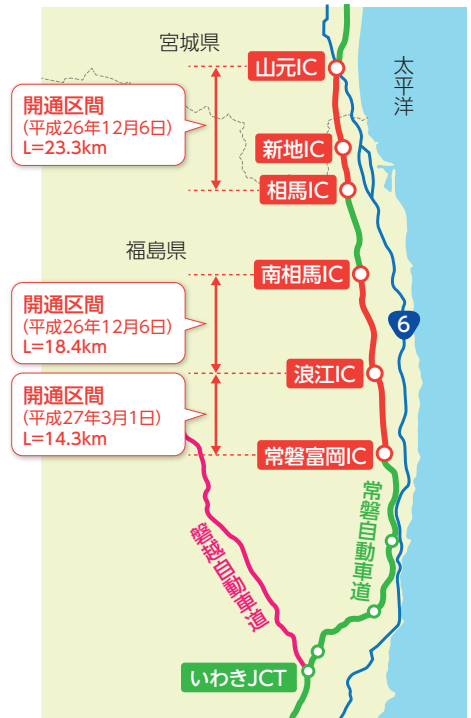 宮城県
山元IC
太平洋
開通区間
(平成26年12月6日)
L=23.3km
新地IC
相馬IC
福島県
南相馬IC
開通区間
(平成26年12月6日)
L=18.4km
6
浪江IC
開通区間
(平成27年3月1日)
L=14.3km
常磐富岡IC
常磐自動車道
磐越自動車道
いわきJCT